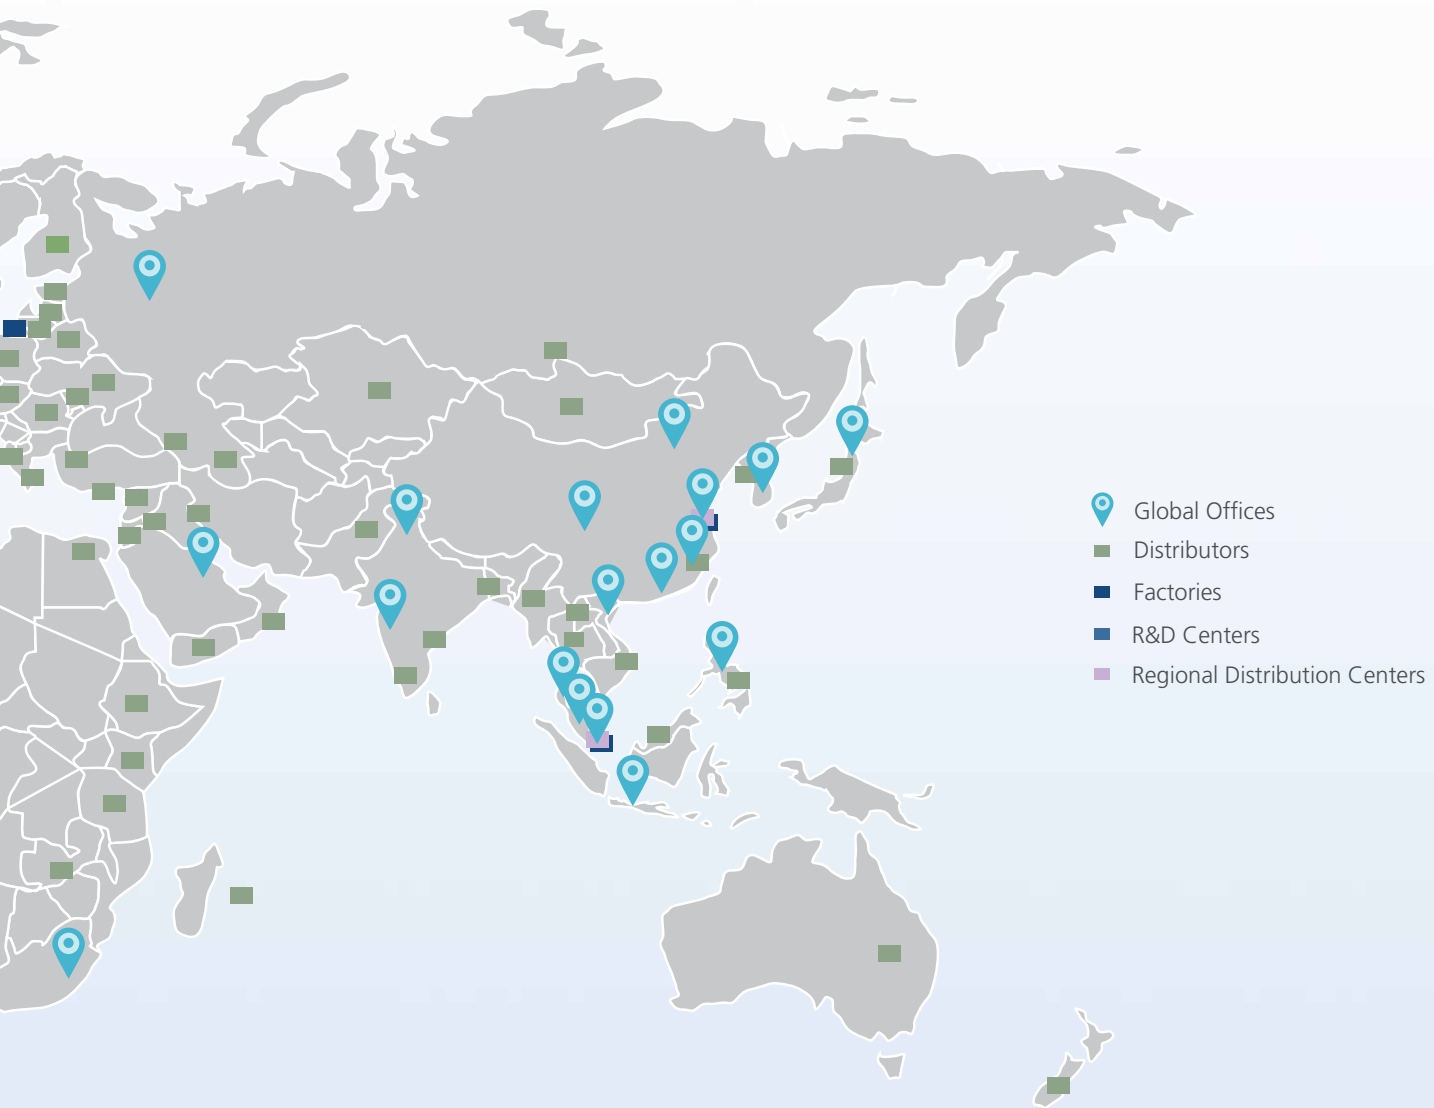 Global Offices
Distributors
Factories
R&D Centers
Regional Distribution Centers